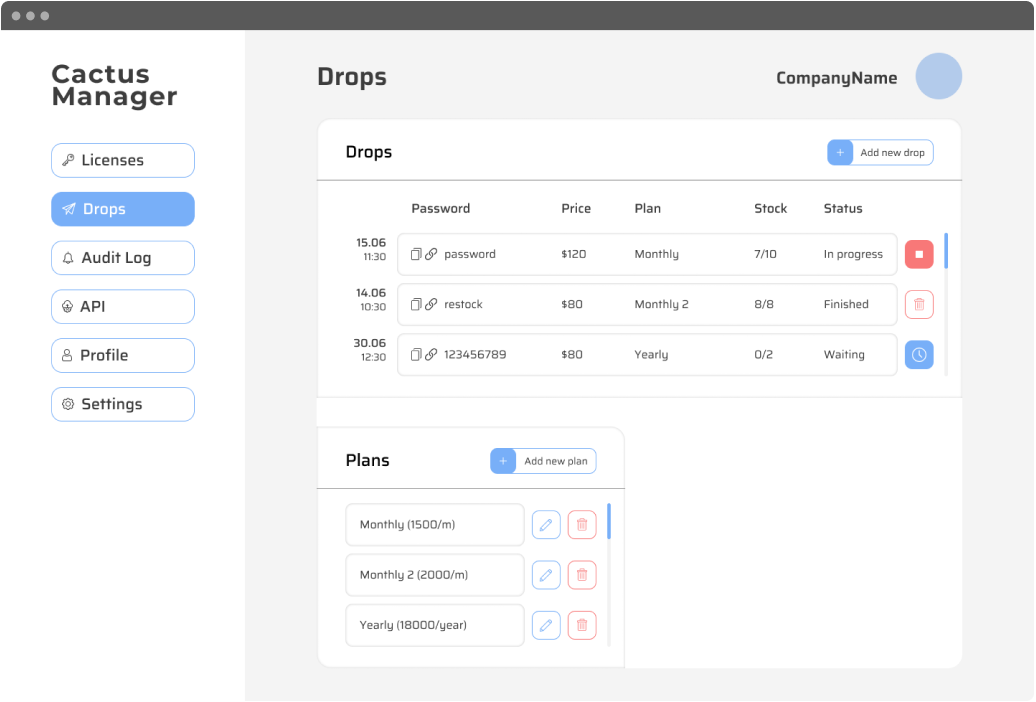 Cactus
Manager
Licenses
Drops
Audit Log
API
Profile
Settings
Drops
CompanyName
Drops
+ Add new drop
Password Price Plan Stock Status
15.06
11:30
password $120 Monthly 7/10 In progress
14.06
10:30
restock $80 Monthly 2 8/8 Finished
30.06
12:30
123456789 $80 Yearly 0/2 Waiting
Plans
+ Add new plan
Monthly (1500/m)
Monthly 2 (2000/m)
Yearly (18000/year)